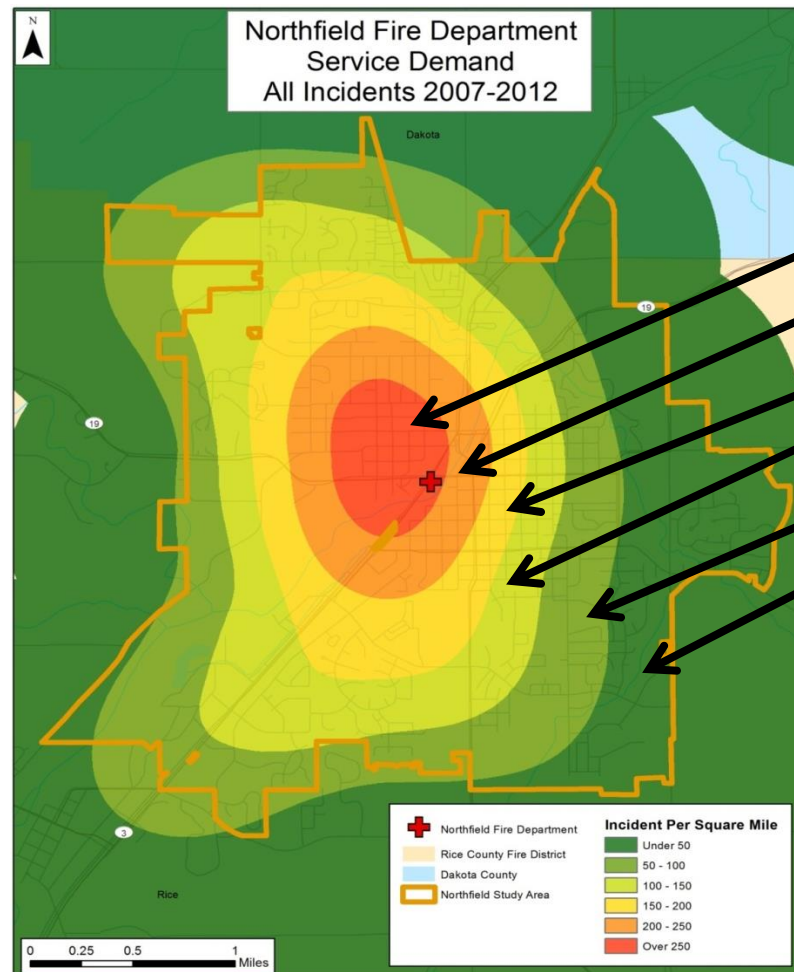 N
Northfield Fire Department
Service Demand
All Incidents 2007-2012
Dakota
19
19
3
Rice
0 0.25 0.5 1
Miles
Northfield Fire Department
Rice County Fire District
Dakota County
Northfield Study Area
Incident Per Square Mile
Under 50
50 - 100
100 - 150
150 - 200
200 - 250
Over 250